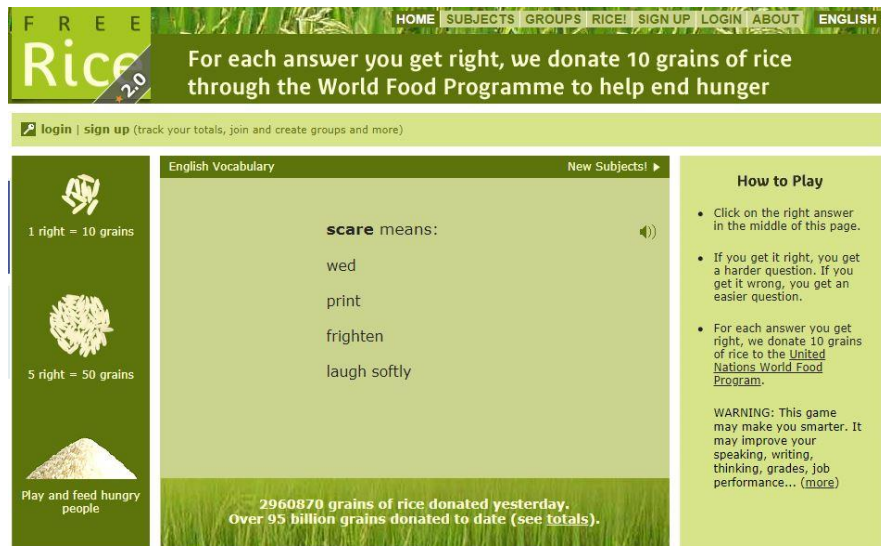 FREE
Rice
2.0
HOME SUBJECTS GROUPS RICE! SIGN UP LOGIN ABOUT ENGLISH
For each answer you get right, we donate 10 grains of rice
through the World Food Programme to help end hunger
login | sign up (track your totals, join and create groups and more)
1 right = 10 grains
5 right = 50 grains
Play and feed hungry
people
English Vocabulary New Subjects!
scare means:
wed
print
frighten
laugh softly
2960870 grains of rice donated yesterday.
Over 95 billion grains donated to date (see totals).
How to Play
• Click on the right answer
in the middle of this page.
• If you get it right, you get
a harder question. If you
get it wrong, you get an
easier question.
• For each answer you get
right, we donate 10 grains
of rice to the United
Nations World Food
Program.
WARNING: This game
may make you smarter. It
may improve your
speaking, writing,
thinking, grades, job
performance... (more)